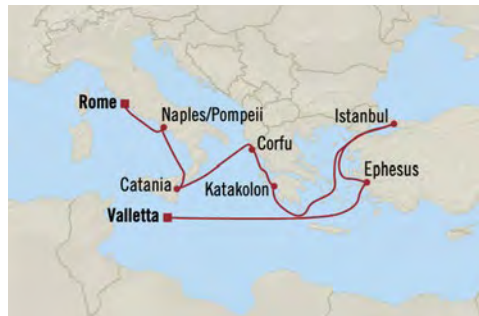 Rome
Naples/Pompeii
Istanbul
Corfu
Catania
Katakolon
Ephesus
Valletta